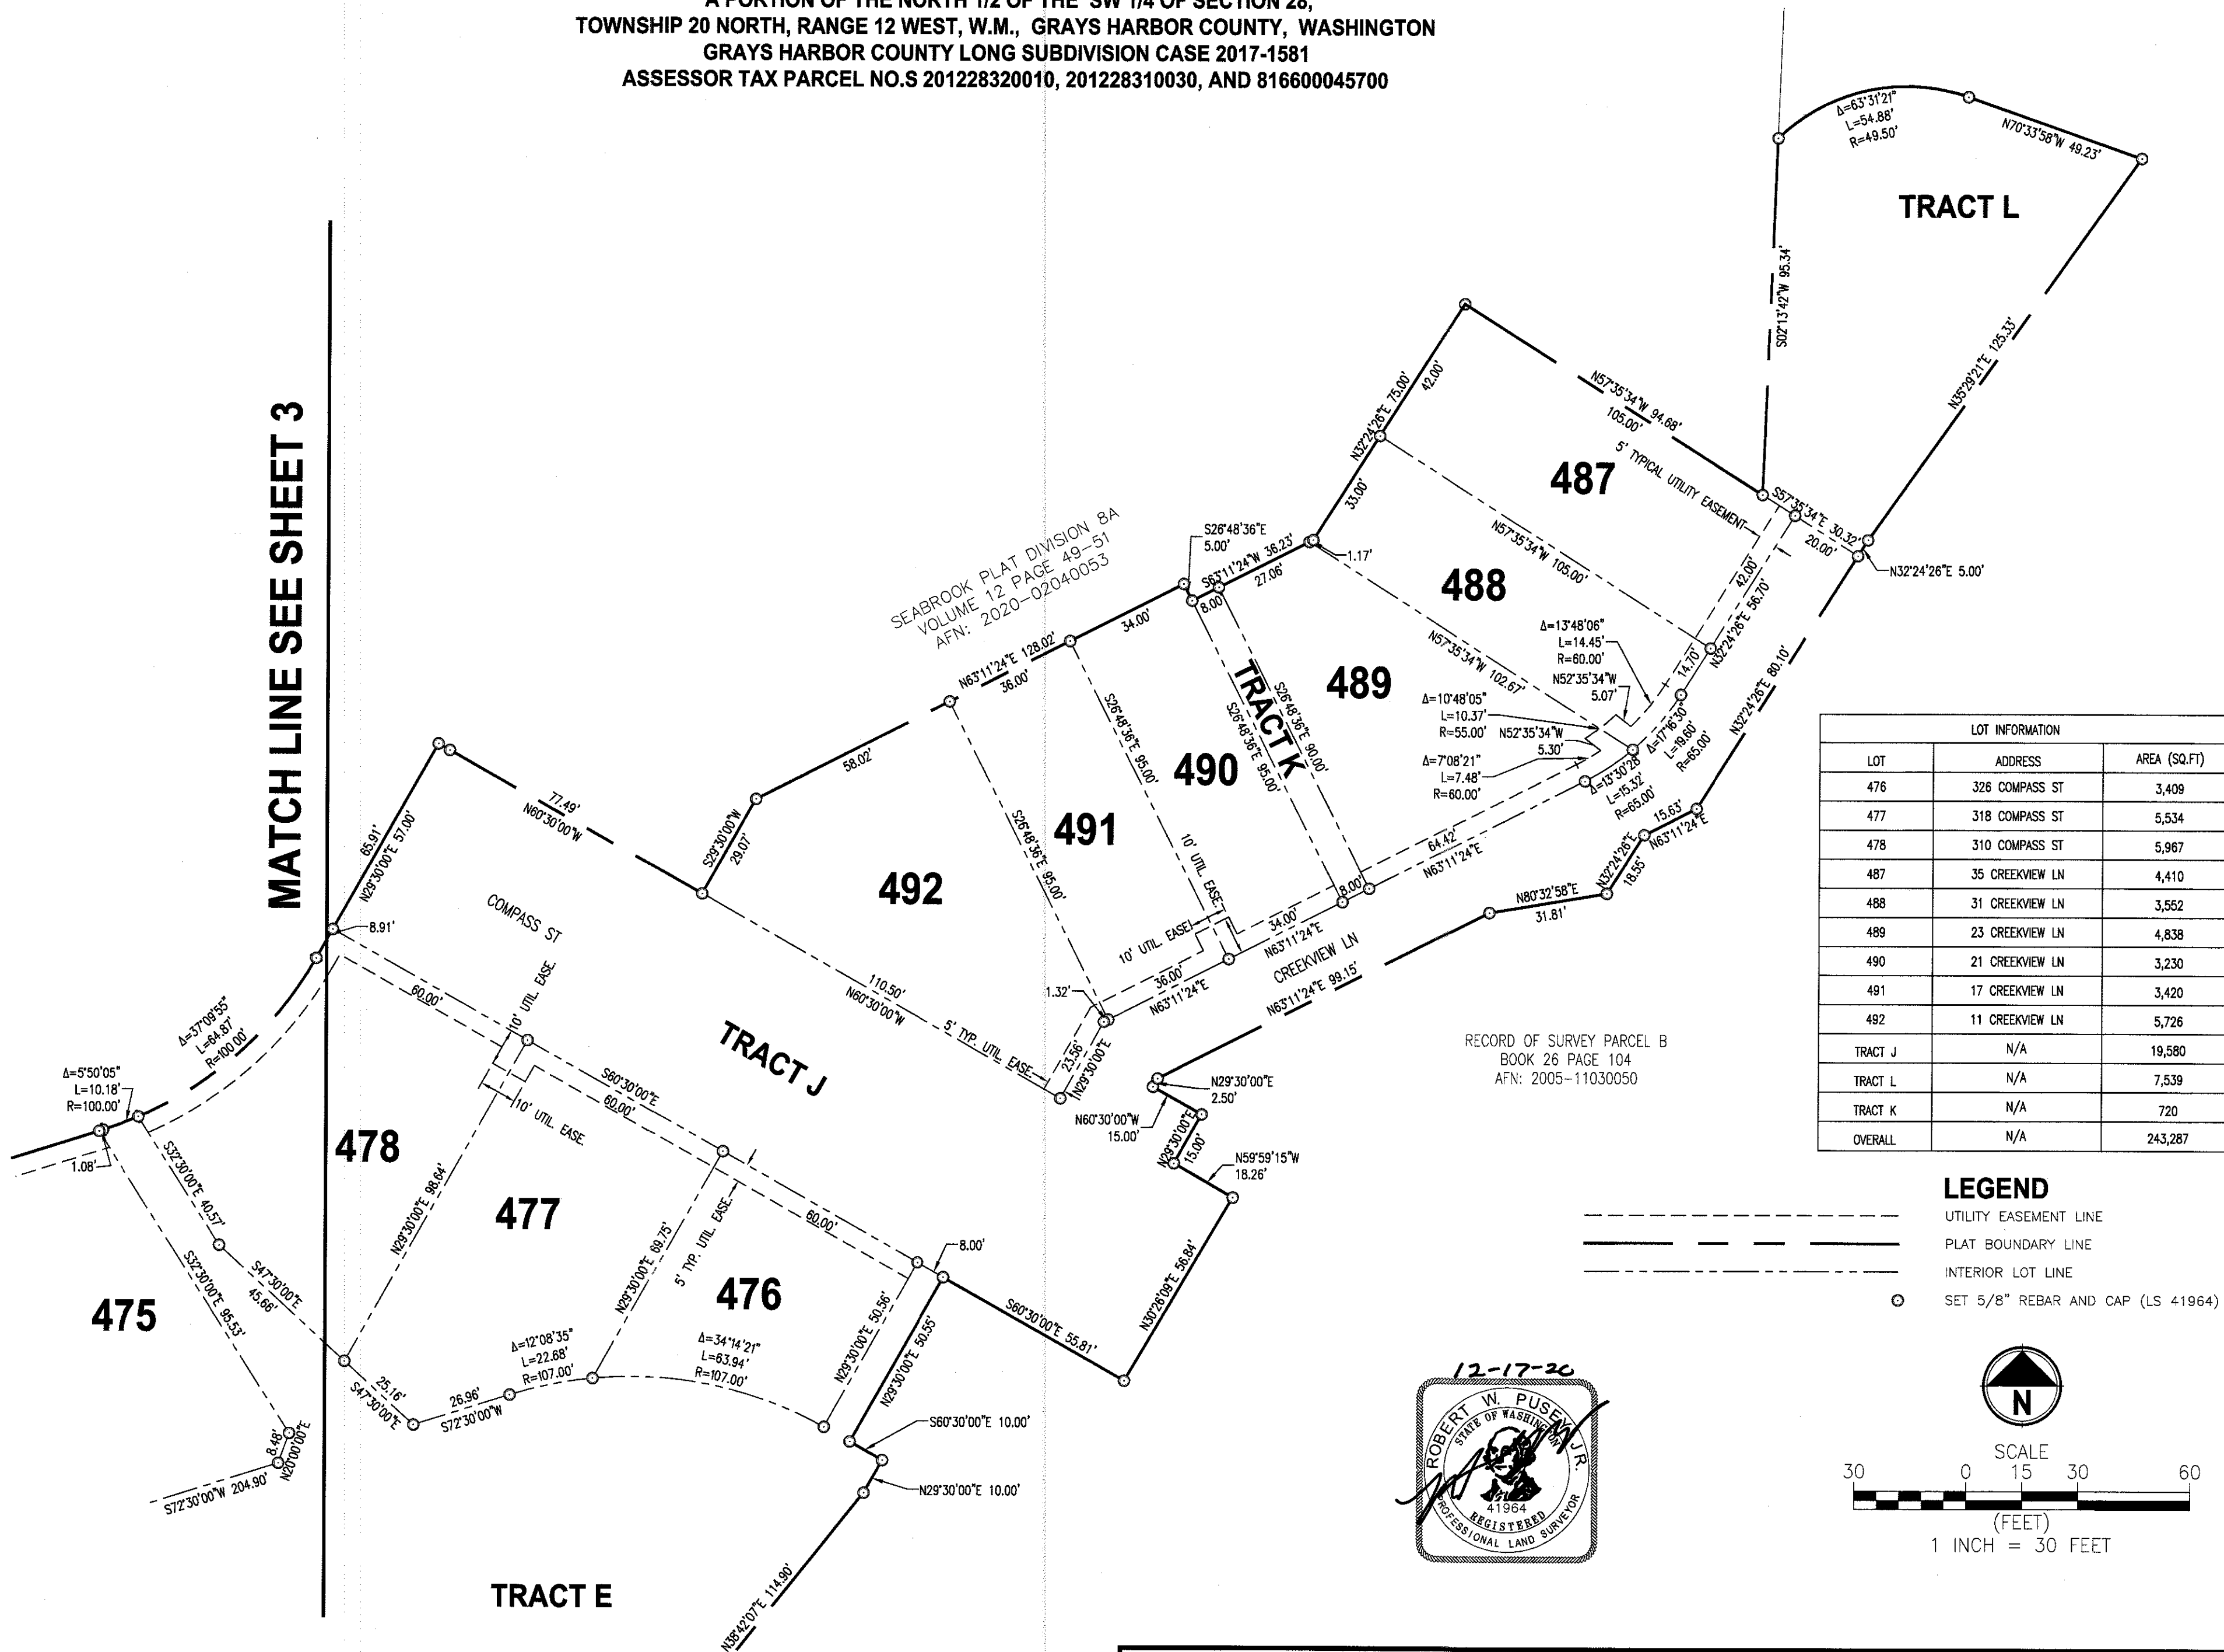 A PORTION OF THE NORTH 1/2 OF THE SW 1/4 OF SECTION 28,
TOWNSHIP 20 NORTH, RANGE 12 WEST, W.M., GRAYS HARBOR COUNTY, WASHINGTON
GRAYS HARBOR COUNTY LONG SUBDIVISION CASE 2017-1581
ASSESSOR TAX PARCEL NO.S 201228320010, 201228310030, AND 816600045700
Δ=63°31'21"
L=54.88'
R=49.50'
N70°33'58"W 49.23'
TRACT L
S02°13'42"W 95.34'
N35°29'21"E 125.33'
MATCH LINE SEE SHEET 3
N32°24'26"E 75.00'
42.00'
33.00'
N57°35'34"W 94.68'
105.00'
487
5' TYPICAL UTILITY EASEMENT
S57°35'34"E 30.32'
20.00'
N32°24'26"E 5.00'
SEABROOK PLAT DIVISION 8A
VOLUME 12 PAGE 49-51
AFN: 2020-02040053
S26°48'36"E
5.00'
S63°11'24"W 36.23'
27.06'
8.00'
1.17'
488
N57°35'34"W 105.00'
42.00'
N32°24'26"E 56.70'
14.70'
N32°24'26"E 80.10'
N63°11'24"E 128.02'
36.00'
34.00'
58.02'
N57°35'34"W 102.67'
Δ=13°48'06"
L=14.45'
R=60.00'
N52°35'34"W
5.07'
489
TRACT K
S26°48'36"E 90.00'
S26°48'36"E 95.00'
Δ=10°48'05"
L=10.37'
R=55.00'
N52°35'34"W
5.30'
Δ=7°08'21"
L=7.48'
R=60.00'
Δ=17°16'30"
L=19.60'
R=65.00'
Δ=13°30'28"
L=15.32'
R=65.00'
490
S26°48'36"E 95.00'
491
S26°48'36"E 95.00'
10' UTIL. EASE.
10' UTIL. EASE.
64.42'
N63°11'24"E
8.00'
34.00'
N63°11'24"E
36.00'
N63°11'24"E
1.32'
CREEKVIEW LN
N63°11'24"E 99.15'
15.63'
N63°11'24"E
N32°24'26"E
18.55'
N80°32'58"E
31.81'
65.91'
N29°30'00"E 57.00'
77.49'
N60°30'00"W
S29°30'00"W
29.07'
492
8.91'
COMPASS ST
110.50'
N60°30'00"W
5' TYP. UTIL. EASE.
23.56'
N29°30'00"E
60.00'
10' UTIL. EASE.
TRACT J
Δ=37°09'55"
L=64.87'
R=100.00'
Δ=5°50'05"
L=10.18'
R=100.00'
1.08'
S60°30'00"E
60.00'
10' UTIL. EASE.
478
S32°30'00"E 40.57'
S47°30'00"E
45.66'
N29°30'00"E 98.64'
477
N29°30'00"E 69.75'
5' TYP. UTIL. EASE.
60.00'
8.00'
476
475
S32°30'00"E 95.53'
Δ=12°08'35"
L=22.68'
R=107.00'
Δ=34°14'21"
L=63.94'
R=107.00'
N29°30'00"E 50.56'
N29°30'00"E 50.55'
S60°30'00"E 55.81'
N30°26'09"E 56.84'
N29°30'00"E
2.50'
N60°30'00"W
15.00'
N29°30'00"E
15.00'
N59°59'15"W
18.26'
25.16'
S47°30'00"E
26.96'
S72°30'00"W
8.48'
N20°00'00"E
S72°30'00"W 204.90'
S60°30'00"E 10.00'
N29°30'00"E 10.00'
N38°42'07"E 114.90'
TRACT E
RECORD OF SURVEY PARCEL B
BOOK 26 PAGE 104
AFN: 2005-11030050
LOT INFORMATION
LOT ADDRESS AREA (SQ.FT)
476 326 COMPASS ST 3,409
477 318 COMPASS ST 5,534
478 310 COMPASS ST 5,967
487 35 CREEKVIEW LN 4,410
488 31 CREEKVIEW LN 3,552
489 23 CREEKVIEW LN 4,838
490 21 CREEKVIEW LN 3,230
491 17 CREEKVIEW LN 3,420
492 11 CREEKVIEW LN 5,726
TRACT J N/A 19,580
TRACT L N/A 7,539
TRACT K N/A 720
OVERALL N/A 243,287
LEGEND
UTILITY EASEMENT LINE
PLAT BOUNDARY LINE
INTERIOR LOT LINE
SET 5/8" REBAR AND CAP (LS 41964)
12-17-20
ROBERT W. PUSEY JR.
STATE OF WASHINGTON
41964
REGISTERED
PROFESSIONAL LAND SURVEYOR
N
SCALE
30 0 15 30 60
(FEET)
1 INCH = 30 FEET